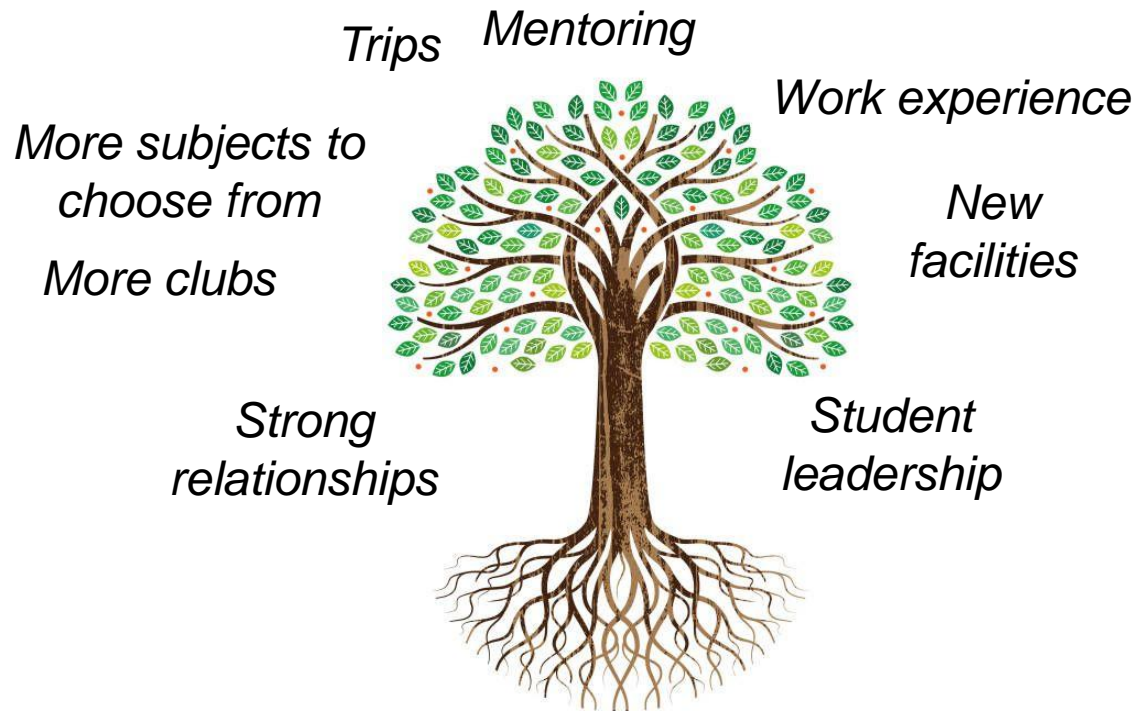 Trips
Mentoring
Work experience
More subjects to
choose from
New
facilities
More clubs
Strong
relationships
Student
leadership